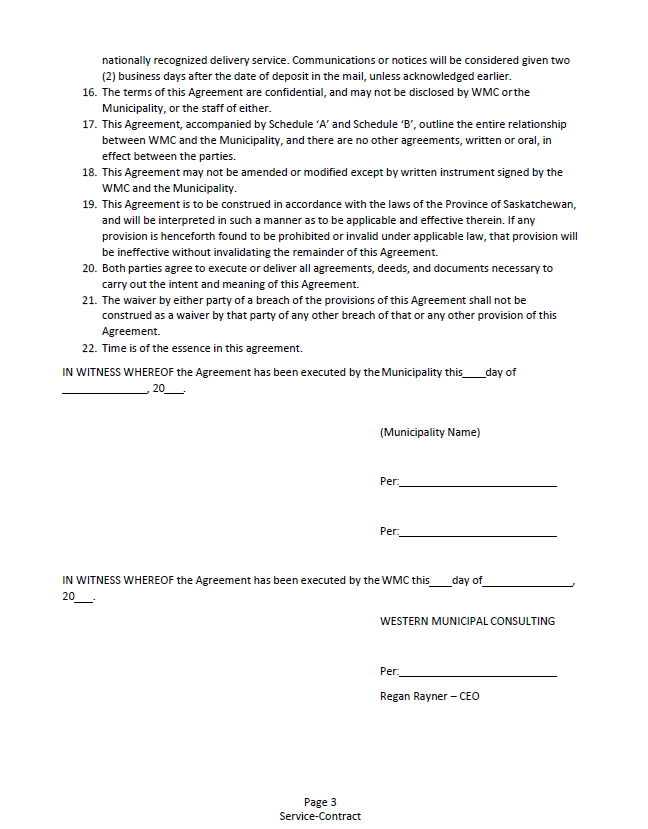 nationally recognized delivery service. Communications or notices will be considered given two
(2) business days after the date of deposit in the mail, unless acknowledged earlier.
16. The terms of this Agreement are confidential, and may not be disclosed by WMC orthe
Municipality, or the staff of either.
17. This Agreement, accompanied by Schedule ‘A’ and Schedule ‘B’, outline the entire relationship
between WMC and the Municipality, and there are no other agreements, written or oral, in
effect between the parties.
18. This Agreement may not be amended or modified except by written instrument signed by the
WMC and the Municipality.
19. This Agreement is to be construed in accordance with the laws of the Province of Saskatchewan,
and will be interpreted in such a manner as to be applicable and effective therein. If any
provision is henceforth found to be prohibited or invalid under applicable law, that provision will
be ineffective without invalidating the remainder of this Agreement.
20. Both parties agree to execute or deliver all agreements, deeds, and documents necessary to
carry out the intent and meaning of this Agreement.
21. The waiver by either party of a breach of the provisions of this Agreement shall not be
construed as a waiver by that party of any other breach of that or any other provision of this
Agreement.
22. Time is of the essence in this agreement.
IN WITNESS WHEREOF the Agreement has been executed by the Municipality this____day of
_______________, 20___.
(Municipality Name)
Per:____________________________
Per:____________________________
IN WITNESS WHEREOF the Agreement has been executed by the WMC this____day of________________,
20___.
WESTERN MUNICIPAL CONSULTING
Per:____________________________
Regan Rayner – CEO
Page 3
Service-Contract